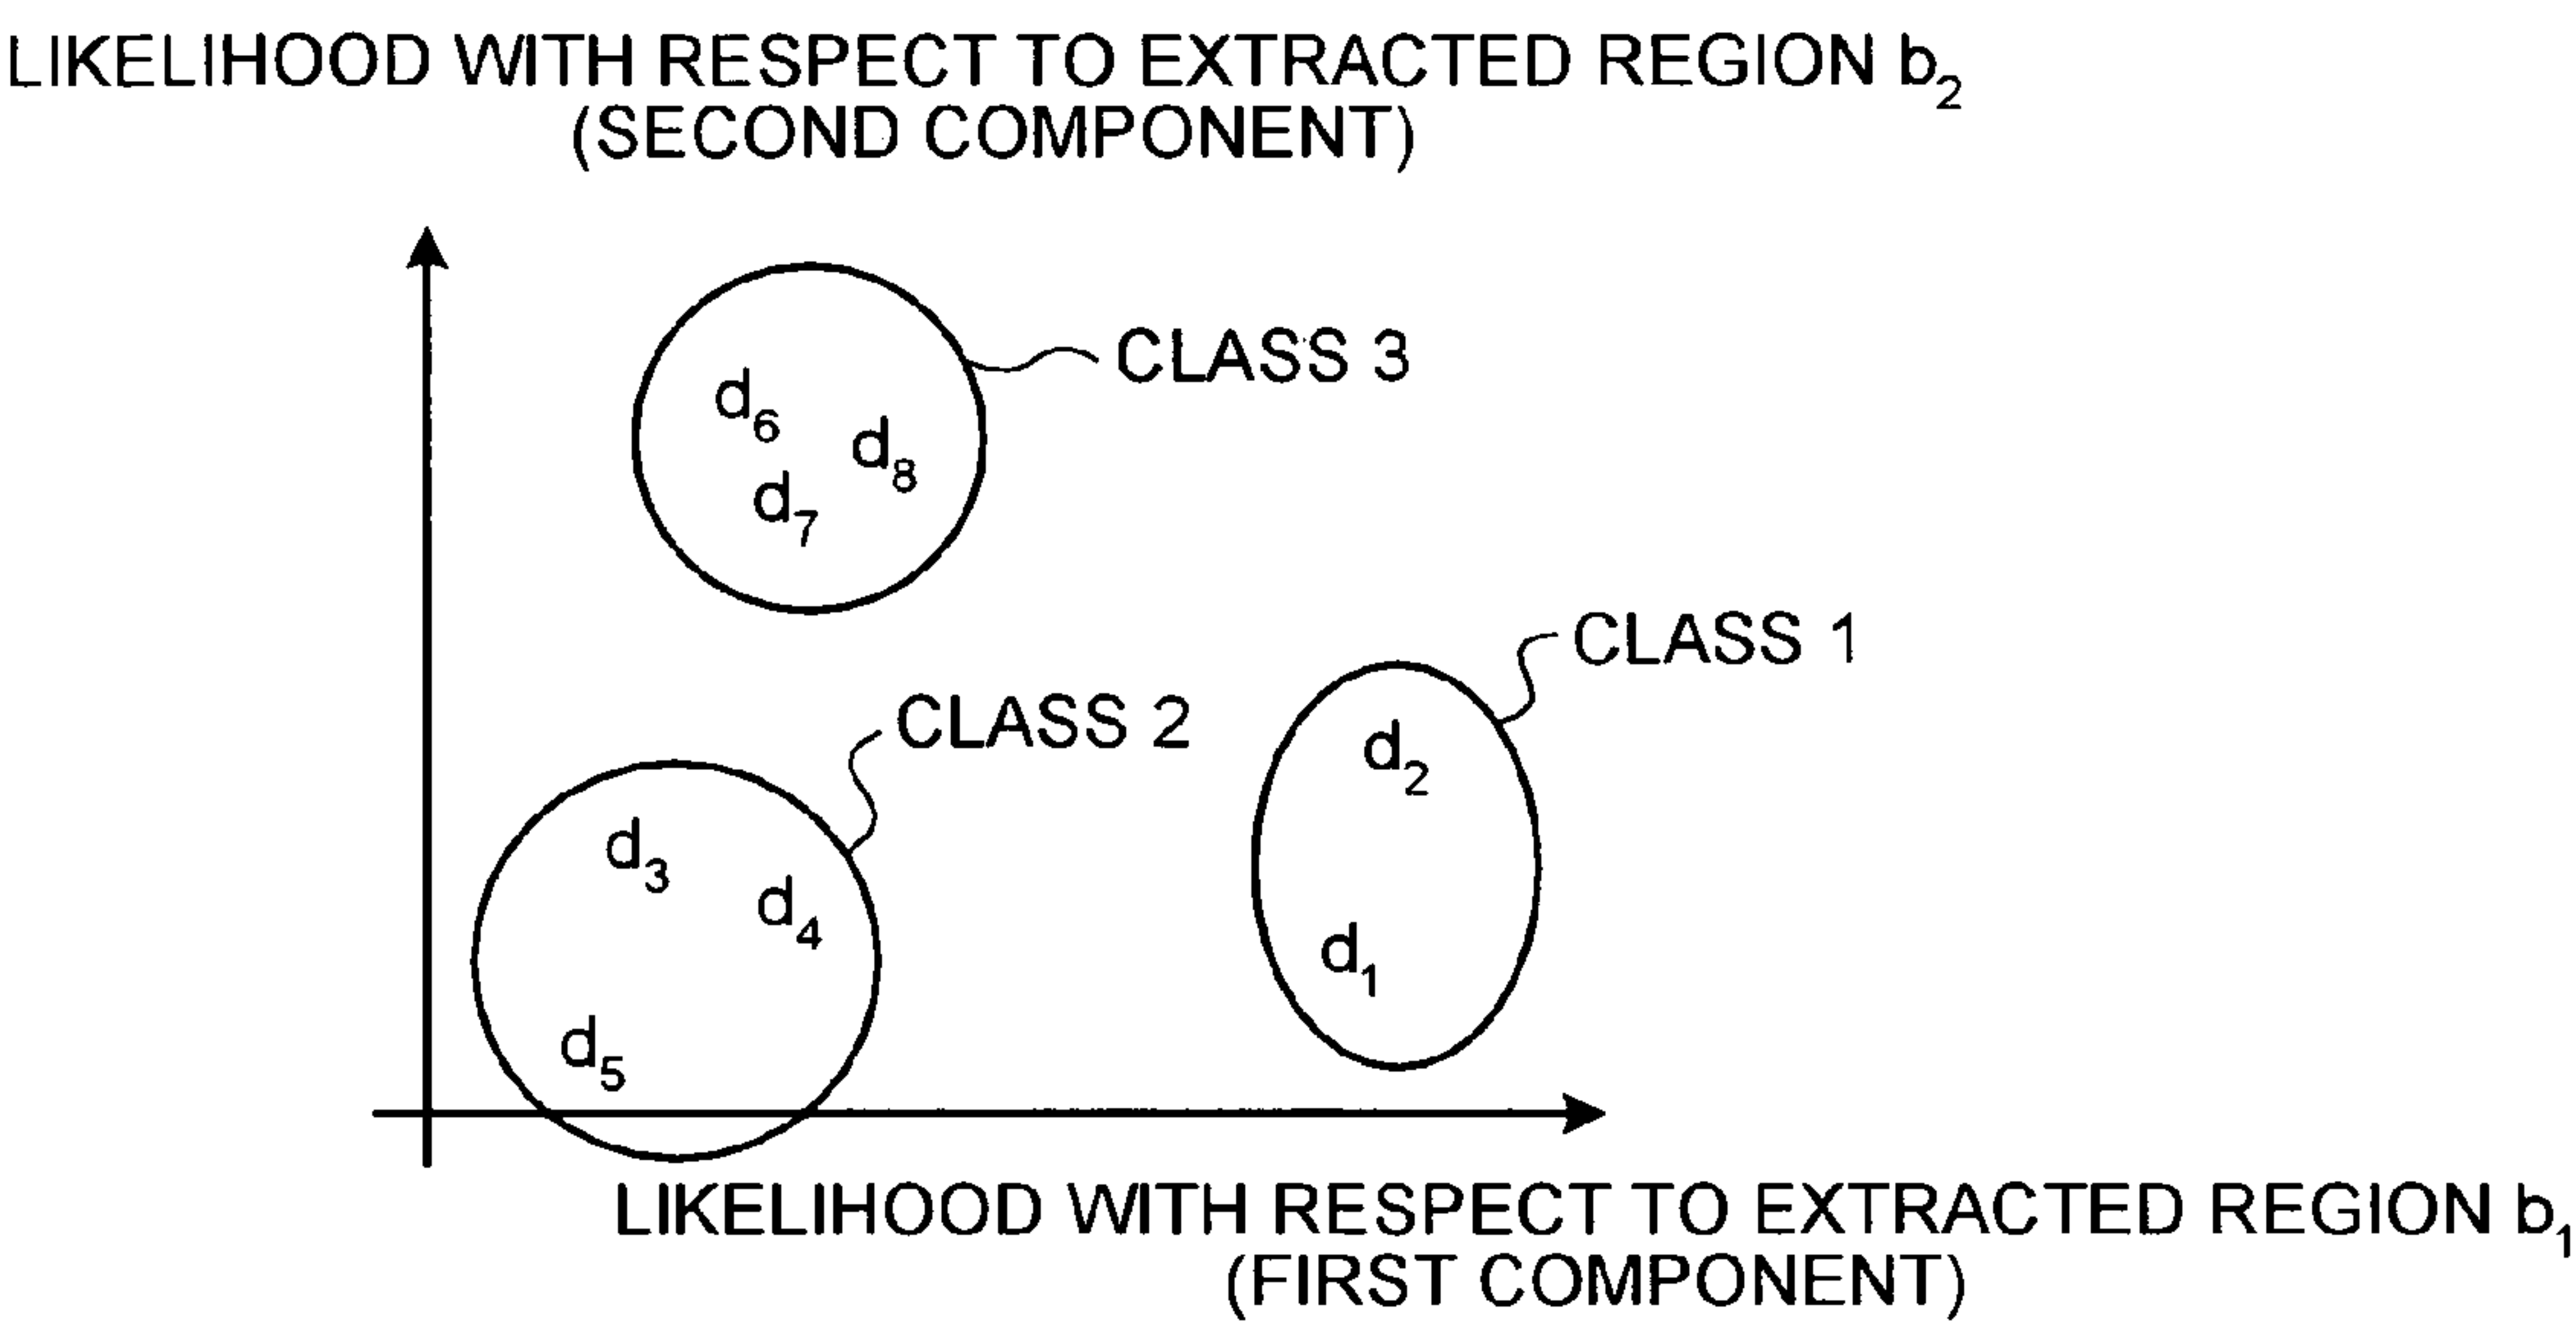 LIKELIHOOD WITH RESPECT TO EXTRACTED REGION b₂
(SECOND COMPONENT)
CLASS 3
d₆
d₈
d₇
CLASS 1
CLASS 2
d₂
d₃
d₄
d₁
d₅
LIKELIHOOD WITH RESPECT TO EXTRACTED REGION b₁
(FIRST COMPONENT)